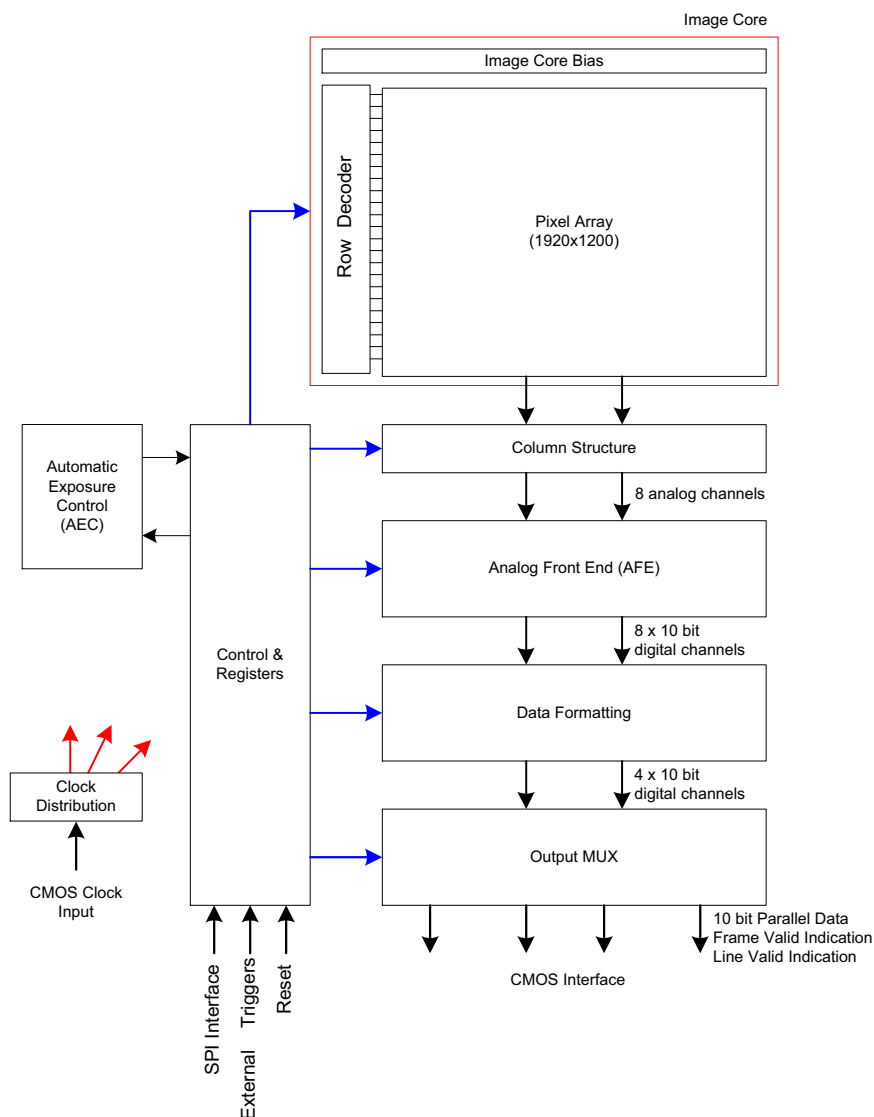 Image Core
Image Core Bias
Row Decoder
Pixel Array
(1920x1200)
Column Structure
8 analog channels
Automatic
Exposure
Control
(AEC)
Analog Front End (AFE)
8 x 10 bit
digital channels
Control &
Registers
Data Formatting
4 x 10 bit
digital channels
Clock
Distribution
Output MUX
CMOS Clock
Input
10 bit Parallel Data
Frame Valid Indication
Line Valid Indication
CMOS Interface
SPI Interface
External Triggers
Reset